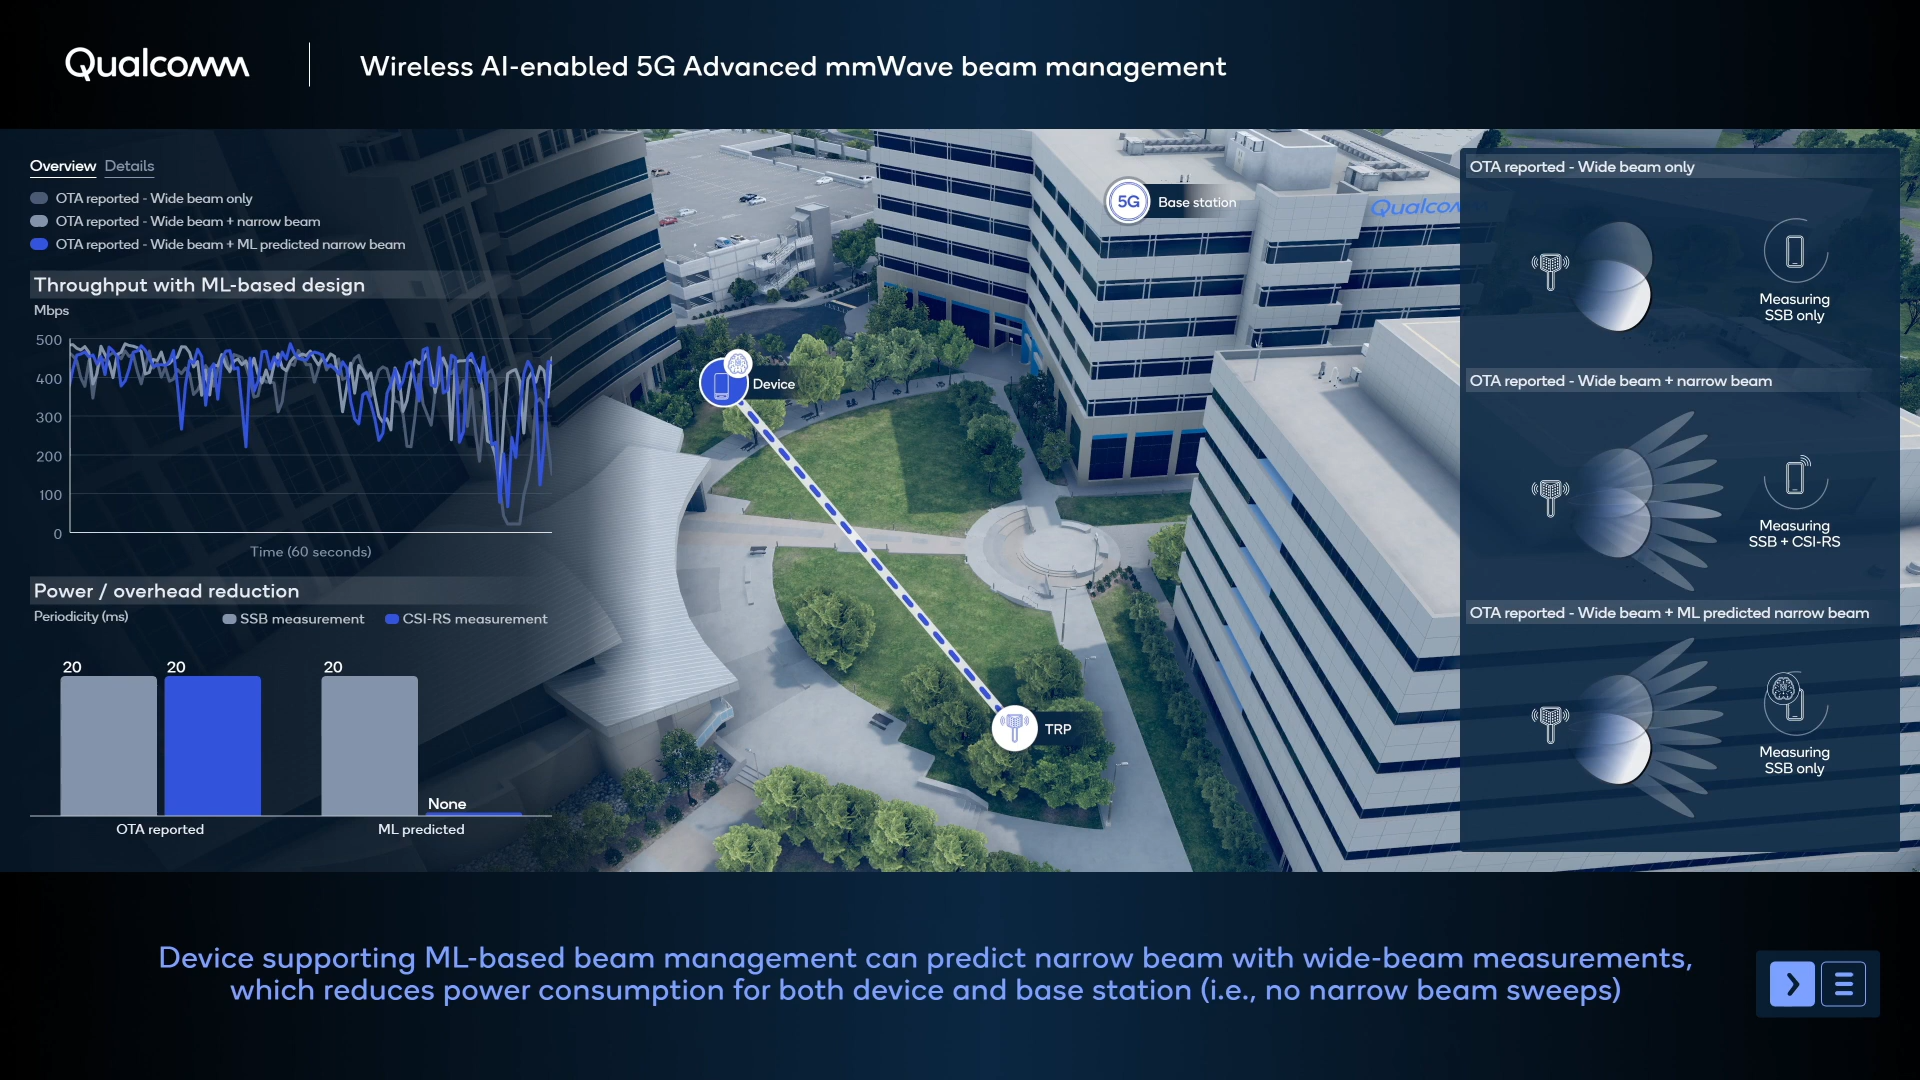 Qualcomm
Wireless AI-enabled 5G Advanced mmWave beam management
Overview Details
OTA reported - Wide beam only
OTA reported - Wide beam + narrow beam
OTA reported - Wide beam + ML predicted narrow beam
Throughput with ML-based design
Mbps
500
400
300
200
100
0
Time (60 seconds)
Power / overhead reduction
Periodicity (ms)
SSB measurement
CSI-RS measurement
20
20
20
None
OTA reported
ML predicted
5G
Base station
Qualcomm
Device
TRP
OTA reported - Wide beam only
Measuring
SSB only
OTA reported - Wide beam + narrow beam
Measuring
SSB + CSI-RS
OTA reported - Wide beam + ML predicted narrow beam
Measuring
SSB only
Device supporting ML-based beam management can predict narrow beam with wide-beam measurements,
which reduces power consumption for both device and base station (i.e., no narrow beam sweeps)